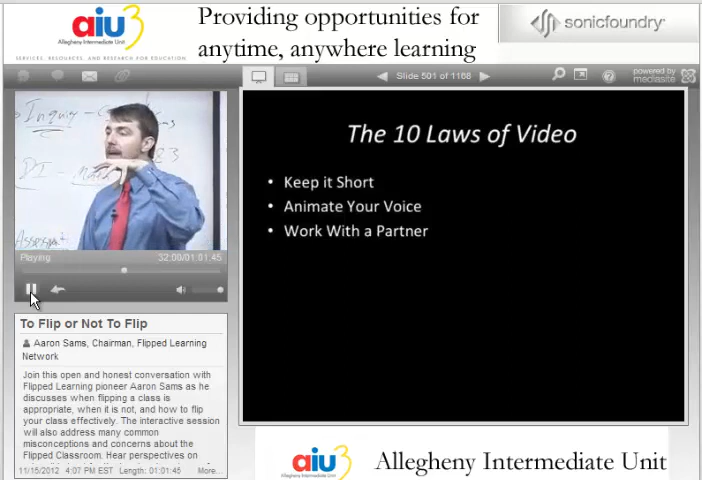 aiu3
Allegheny Intermediate Unit
SERVICES, RESOURCES, AND RESEARCH FOR EDUCATION
Providing opportunities for
anytime, anywhere learning
sonicfoundry
Slide 501 of 1168
powered by
mediasite
Inquiry -
DI -
Assessmt
Playing
32:00/01:01:45
The 10 Laws of Video
• Keep it Short
• Animate Your Voice
• Work With a Partner
To Flip or Not To Flip
Aaron Sams, Chairman, Flipped Learning
Network
Join this open and honest conversation with
Flipped Learning pioneer Aaron Sams as he
discusses when flipping a class is
appropriate, when it is not, and how to flip
your class effectively. The interactive session
will also address many common
misconceptions and concerns about the
Flipped Classroom. Hear perspectives on
11/15/2012 4:07 PM EST Length: 01:01:45 More...
aiu3
Allegheny Intermediate Unit
Allegheny Intermediate Unit